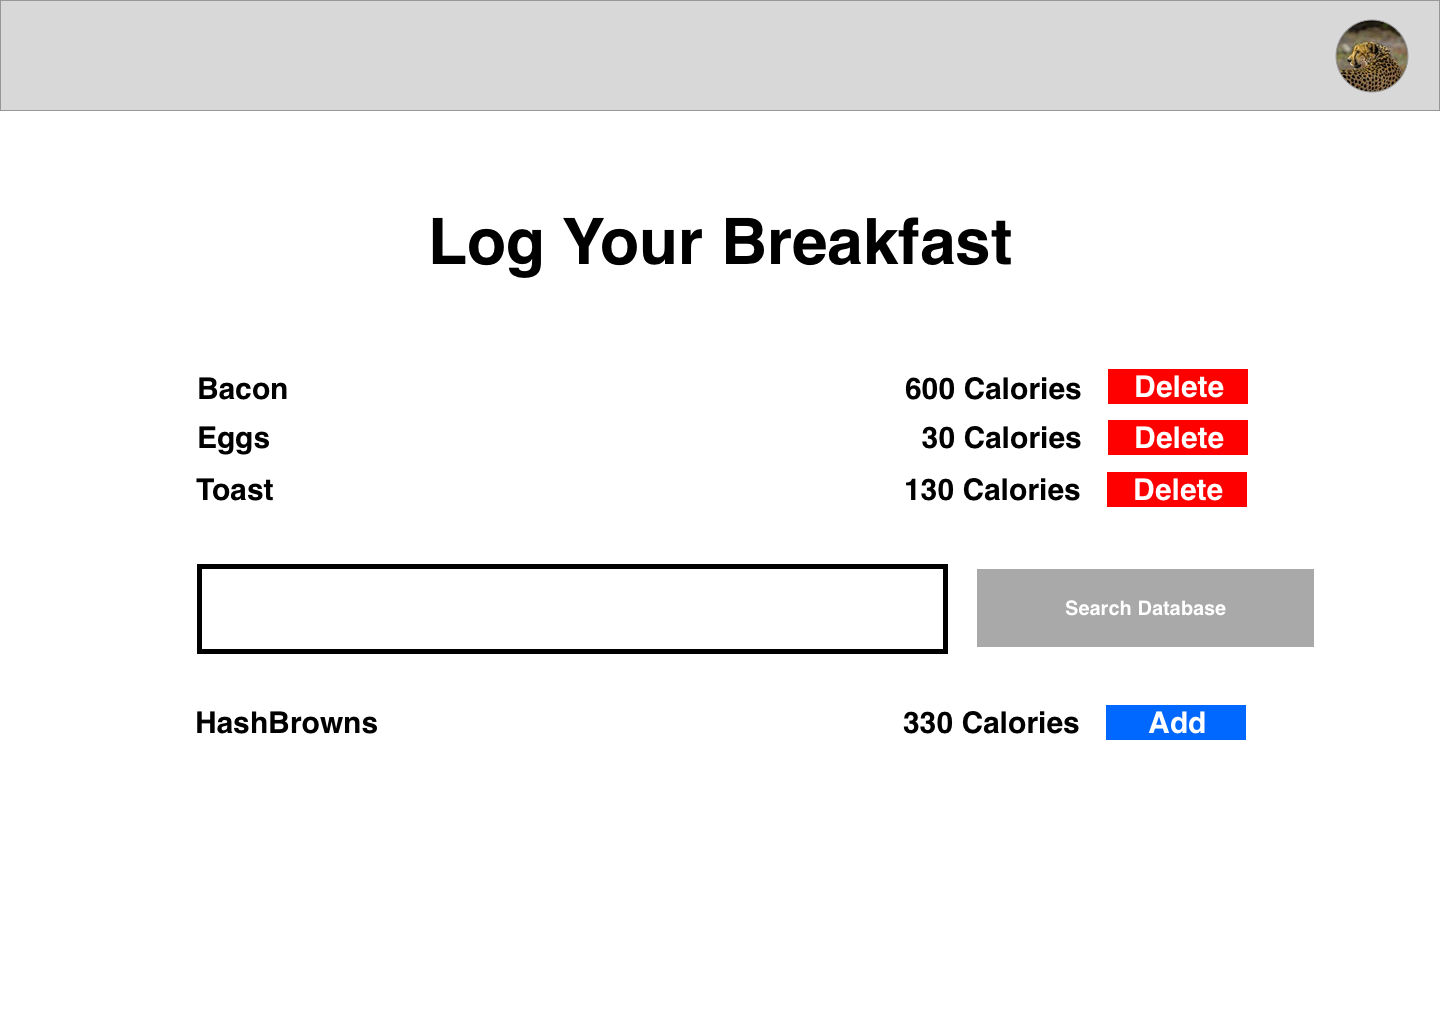 Log Your Breakfast
Bacon 600 Calories Delete
Eggs 30 Calories Delete
Toast 130 Calories Delete
Search Database
HashBrowns 330 Calories Add